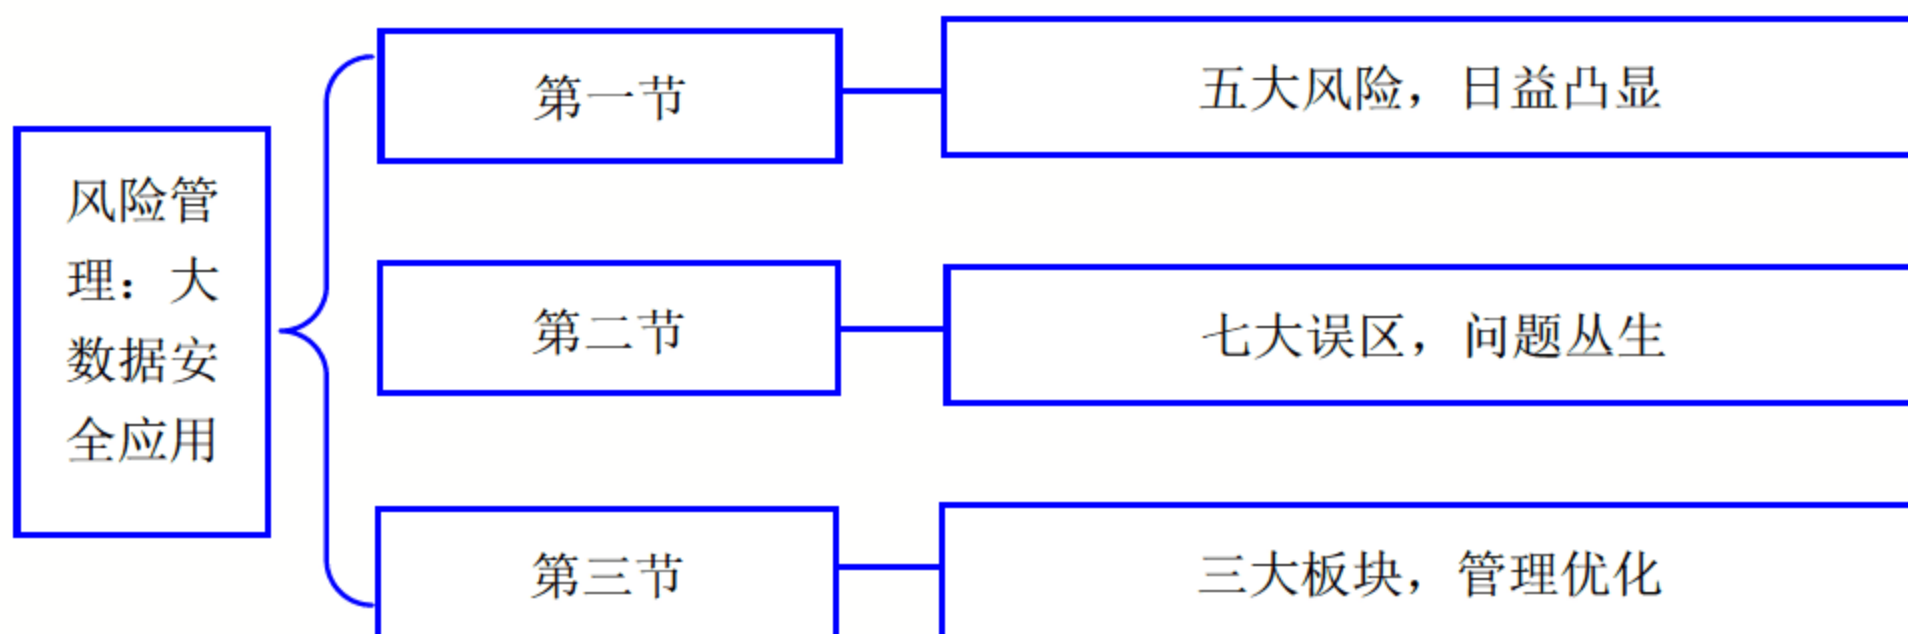 风险管
理：大
数据安
全应用
第一节
五大风险，日益凸显
第二节
七大误区，问题丛生
第三节
三大板块，管理优化